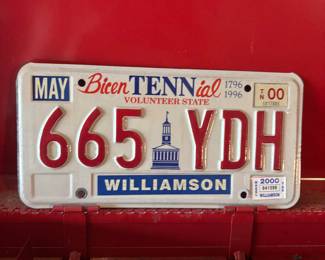 MAY
BicenTENNial
1796
1996
VOLUNTEER STATE
TN 00
665 YDH
WILLIAMSON
2000
WILLIAMSON